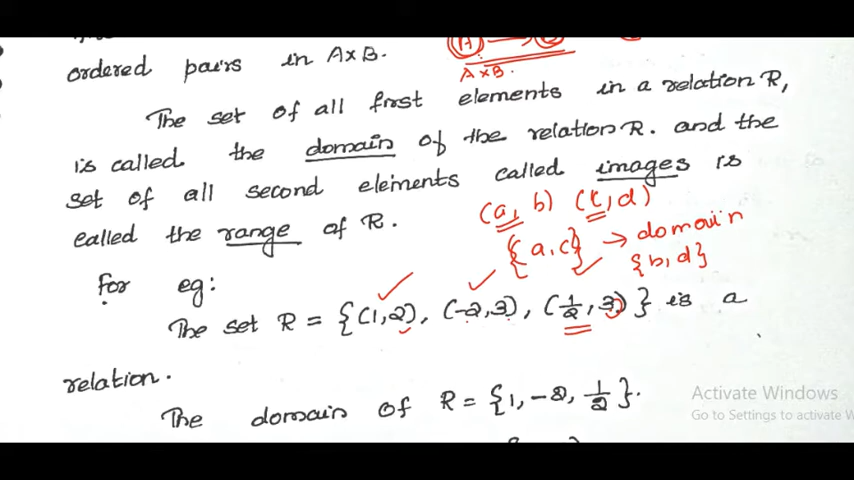 ordered pairs in A×B.
A×B.
The set of all first elements in a relation R,
is called the domain of the relation R. and the
set of all second elements called images is
called the range of R.
(a, b) (c, d)
{a, c} → domain
{b, d}
For eg:
The set R = {(1,2), (-2,3), (1/2, 3)} is a
relation.
The domain of R = {1, -2, 1/2}.
Activate Windows
Go to Settings to activate W